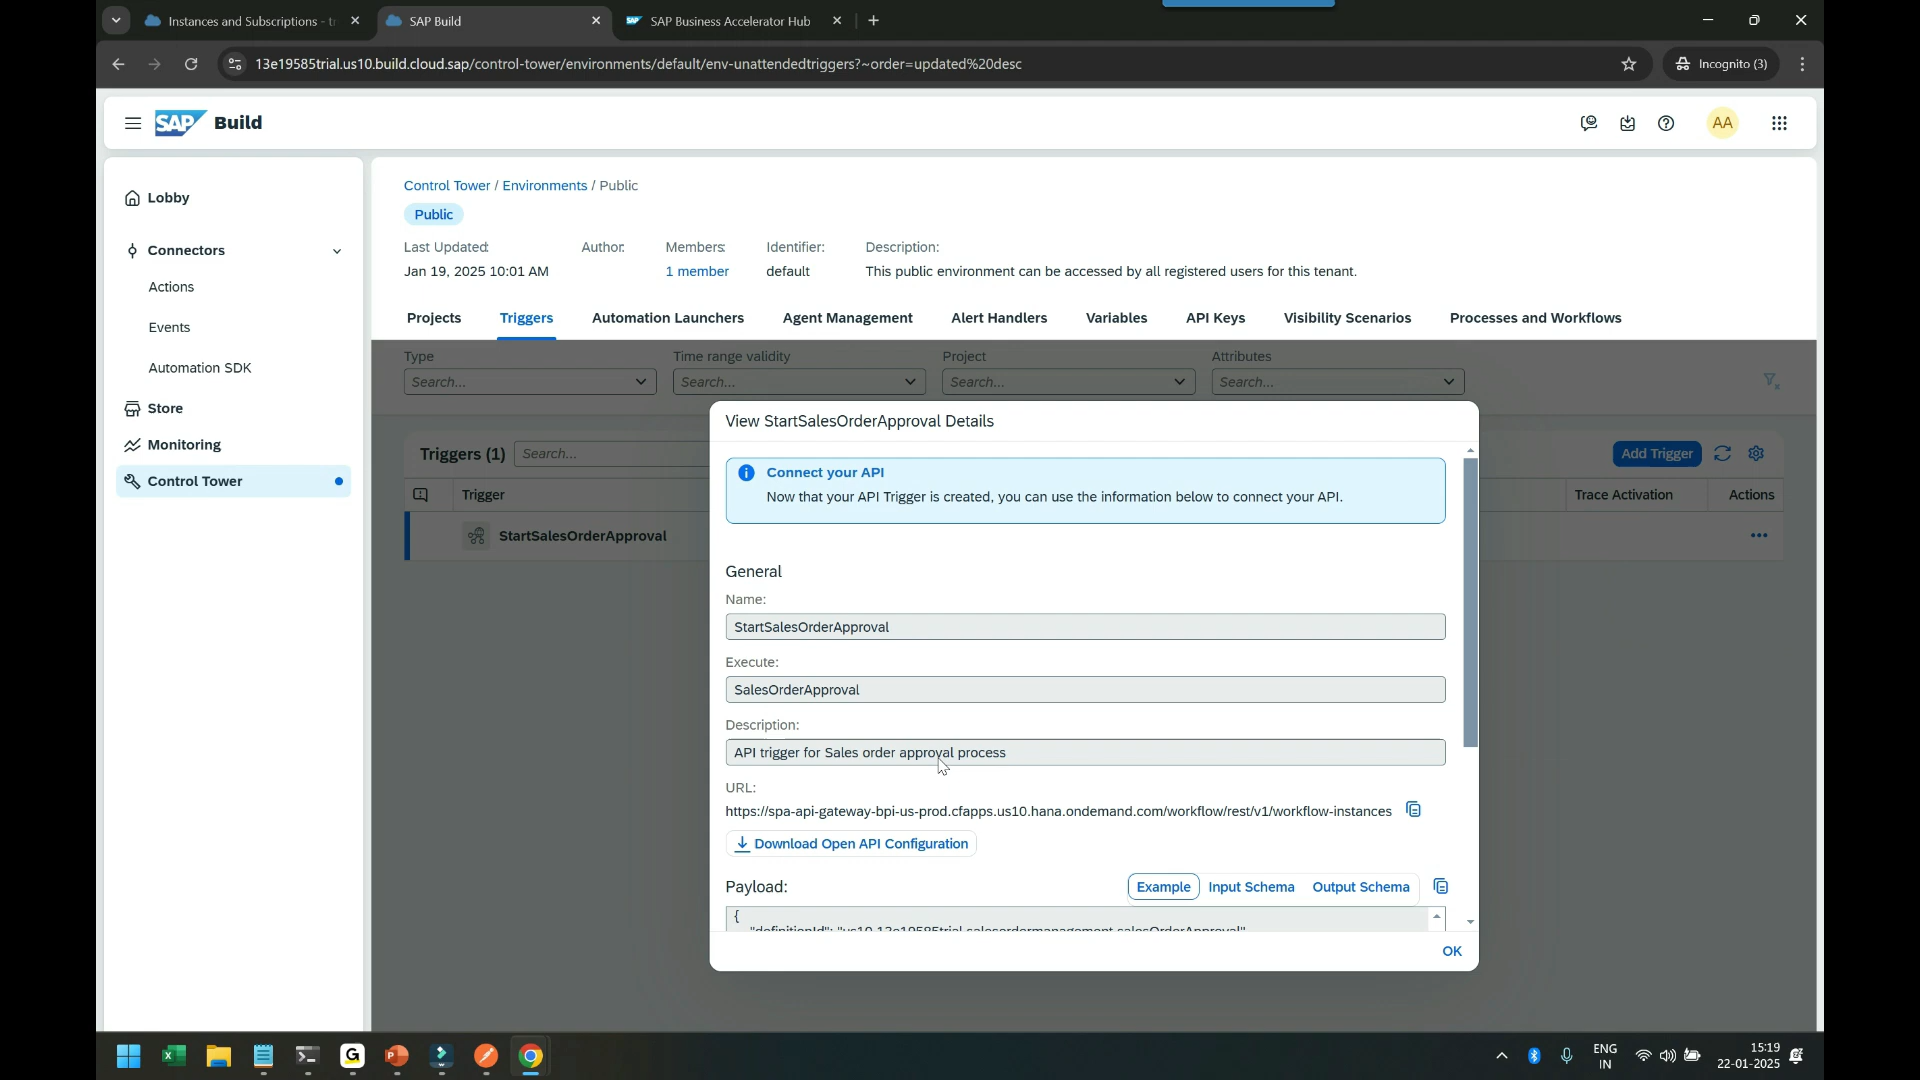 Instances and Subscriptions - tr
SAP Build
SAP Business Accelerator Hub
13e19585trial.us10.build.cloud.sap/control-tower/environments/default/env-unattendedtriggers?~order=updated%20desc
Incognito (3)
SAP Build
AA
Lobby
Connectors
Actions
Events
Automation SDK
Store
Monitoring
Control Tower
Control Tower / Environments / Public
Public
Last Updated: Author: Members: Identifier: Description:
Jan 19, 2025 10:01 AM 1 member default This public environment can be accessed by all registered users for this tenant.
Projects Triggers Automation Launchers Agent Management Alert Handlers Variables API Keys Visibility Scenarios Processes and Workflows
Type Time range validity Project Attributes
Search... Search... Search... Search...
Triggers (1) Search... Add Trigger
Trigger Trace Activation Actions
StartSalesOrderApproval
View StartSalesOrderApproval Details
Connect your API
Now that your API Trigger is created, you can use the information below to connect your API.
General
Name:
StartSalesOrderApproval
Execute:
SalesOrderApproval
Description:
API trigger for Sales order approval process
URL:
https://spa-api-gateway-bpi-us-prod.cfapps.us10.hana.ondemand.com/workflow/rest/v1/workflow-instances
Download Open API Configuration
Payload: Example Input Schema Output Schema
{
"definitionId": "us10.13e19585trial.salesordermanagement.salesOrderApproval"
OK
ENG
IN
15:19
22-01-2025